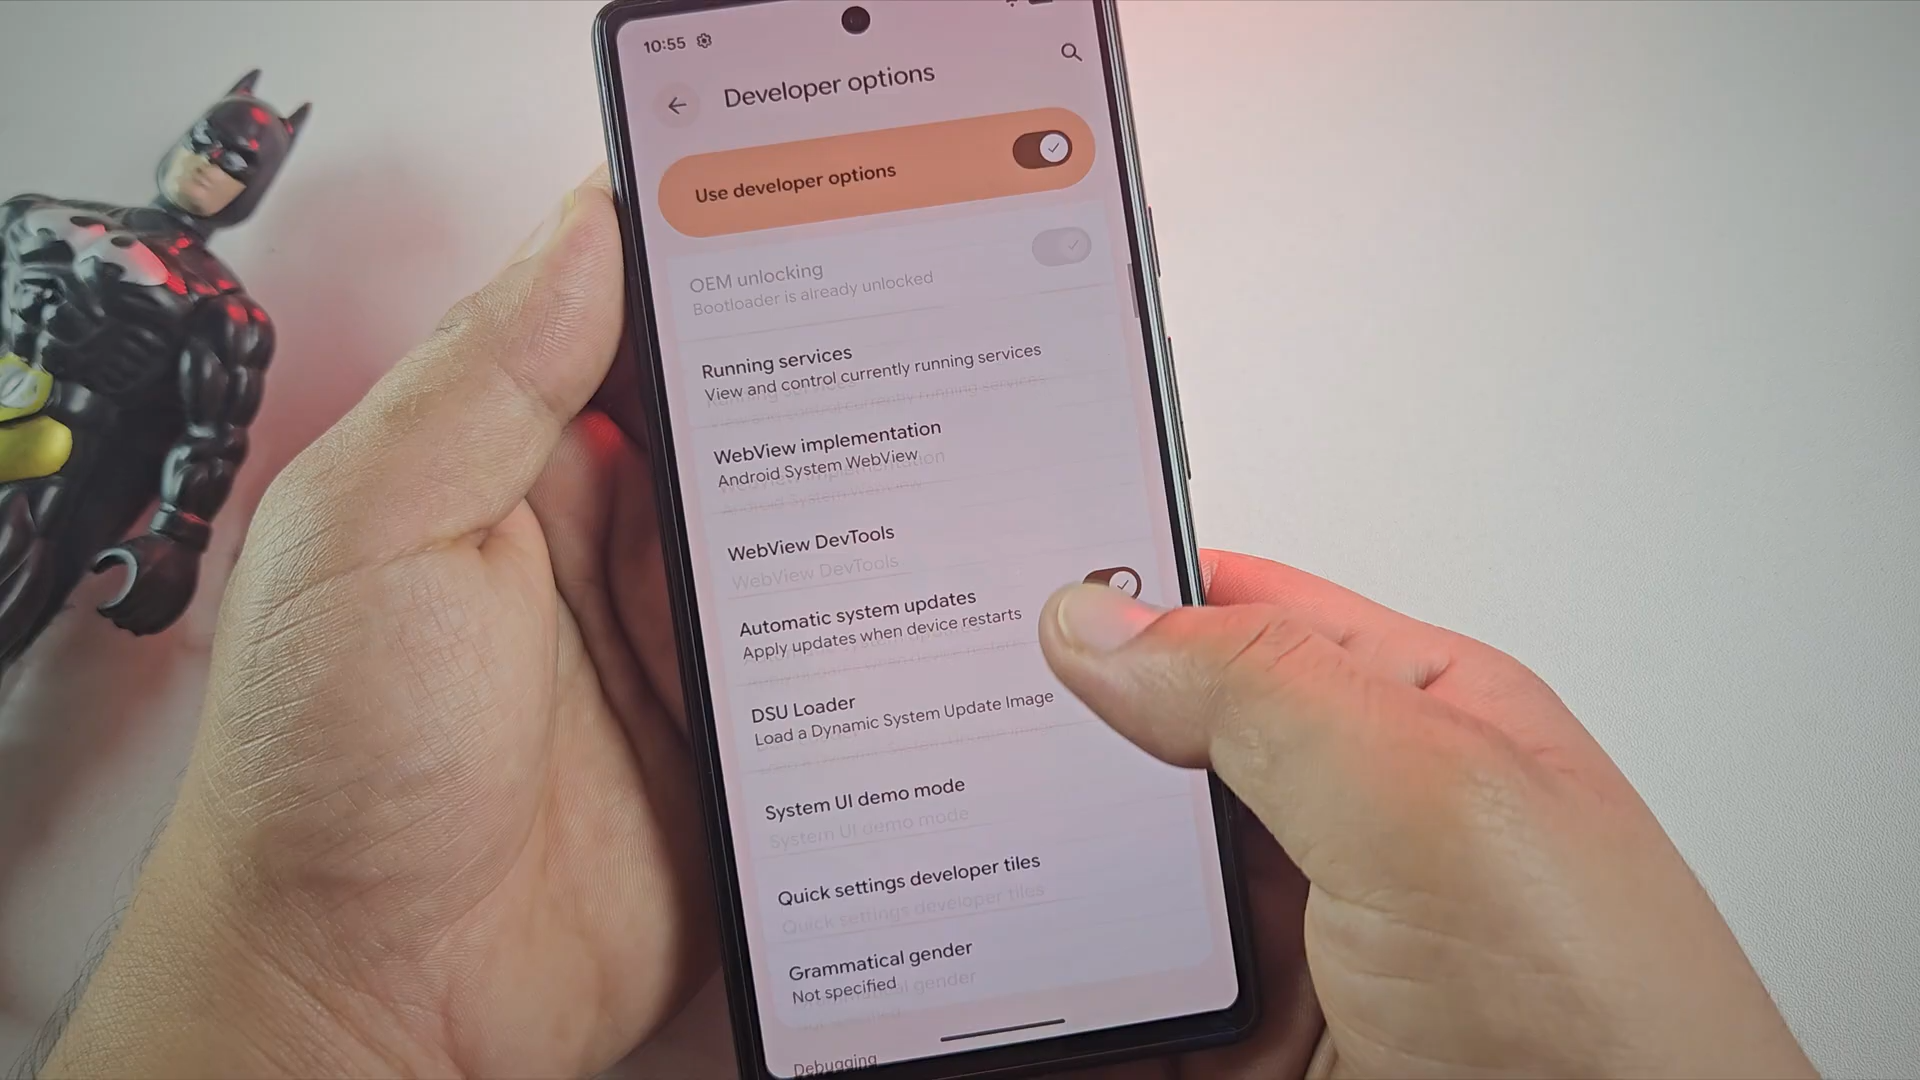 10:55
Developer options
Use developer options
OEM unlocking
Bootloader is already unlocked
Running services
View and control currently running services
WebView implementation
Android System WebView
WebView DevTools
Automatic system updates
Apply updates when device restarts
DSU Loader
Load a Dynamic System Update Image
System UI demo mode
Quick settings developer tiles
Grammatical gender
Not specified
Debugging